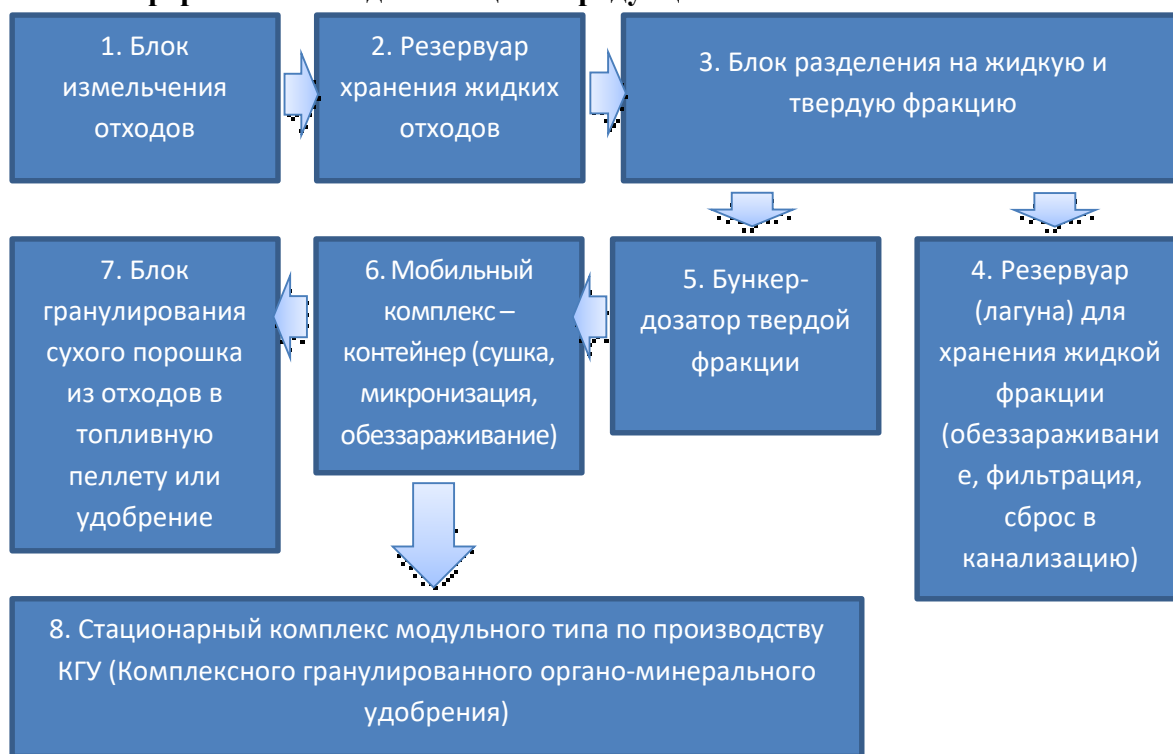 1. Блок
измельчения
отходов
2. Резервуар
хранения жидких
отходов
3. Блок разделения на жидкую и
твердую фракцию
7. Блок
гранулирования
сухого порошка
из отходов в
топливную
пеллету или
удобрение
6. Мобильный
комплекс –
контейнер (сушка,
микронизация,
обеззараживание)
5. Бункер-
дозатор твердой
фракции
4. Резервуар
(лагуна) для
хранения жидкой
фракции
(обеззараживани
е, фильтрация,
сброс в
канализацию)
8. Стационарный комплекс модульного типа по производству
КГУ (Комплексного гранулированного органо-минерального
удобрения)